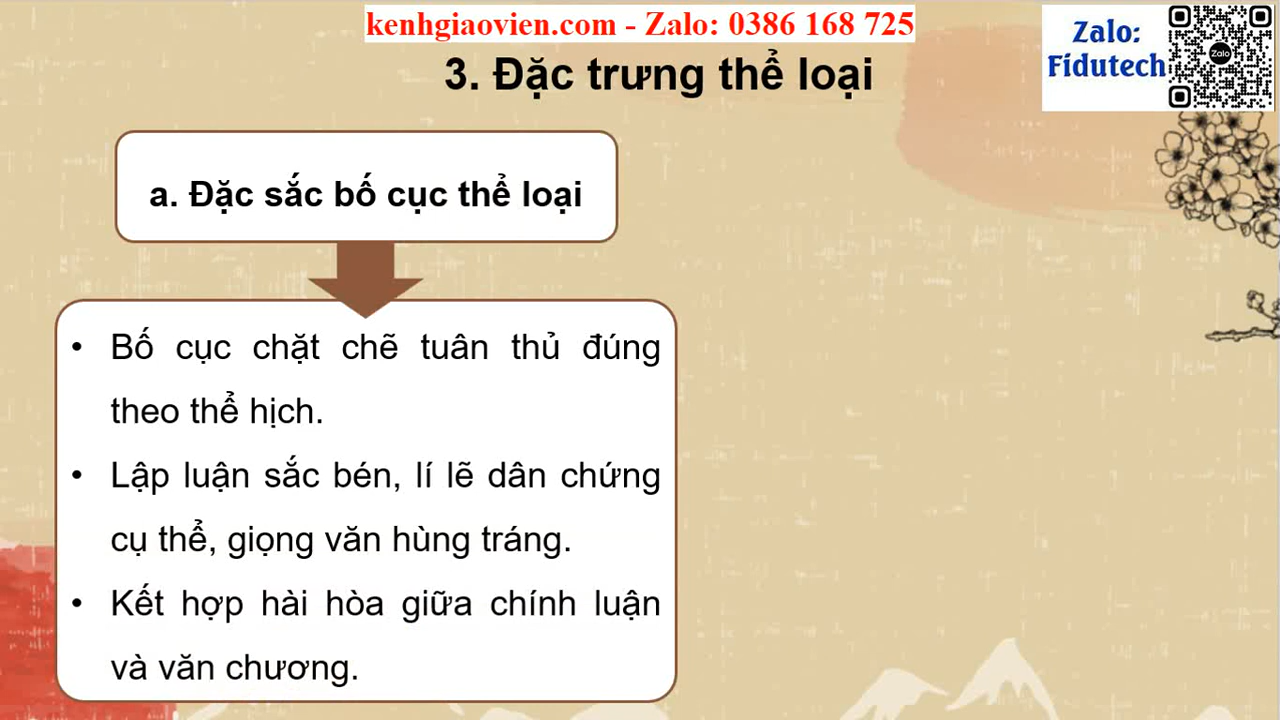 kenhgiaovien.com - Zalo: 0386 168 725
Zalo:
Fidutech
Zalo
3. Đặc trưng thể loại
a. Đặc sắc bố cục thể loại
• Bố cục chặt chẽ tuân thủ đúng
theo thể hịch.
• Lập luận sắc bén, lí lẽ dân chứng
cụ thể, giọng văn hùng tráng.
• Kết hợp hài hòa giữa chính luận
và văn chương.